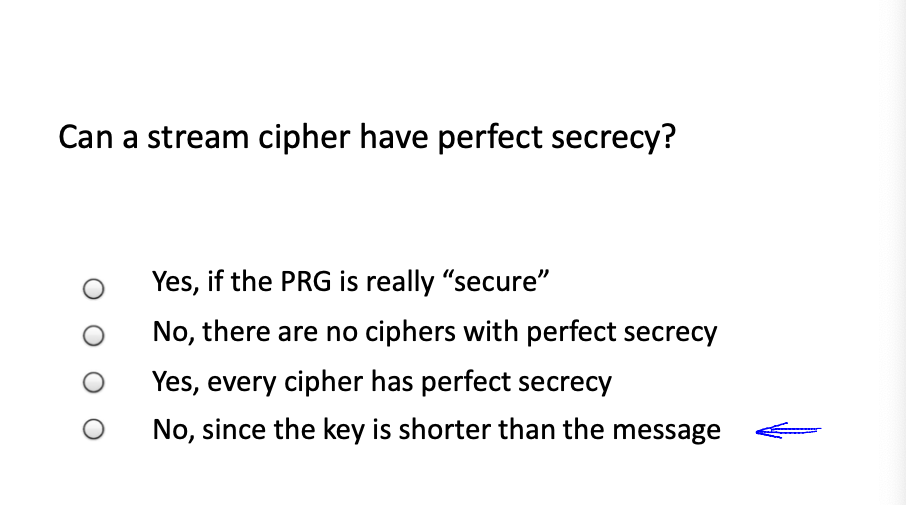 Can a stream cipher have perfect secrecy?
Yes, if the PRG is really “secure”
No, there are no ciphers with perfect secrecy
Yes, every cipher has perfect secrecy
No, since the key is shorter than the message